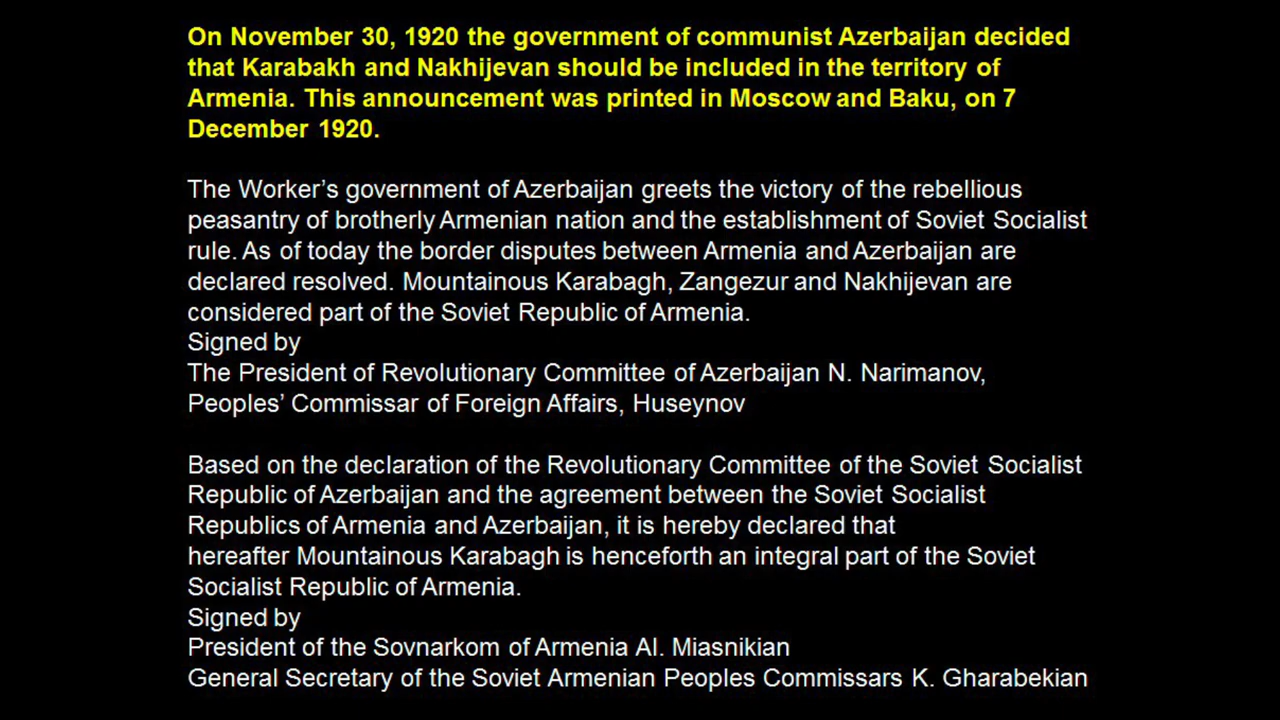 On November 30, 1920 the government of communist Azerbaijan decided
that Karabakh and Nakhijevan should be included in the territory of
Armenia. This announcement was printed in Moscow and Baku, on 7
December 1920.
The Worker’s government of Azerbaijan greets the victory of the rebellious
peasantry of brotherly Armenian nation and the establishment of Soviet Socialist
rule. As of today the border disputes between Armenia and Azerbaijan are
declared resolved. Mountainous Karabagh, Zangezur and Nakhijevan are
considered part of the Soviet Republic of Armenia.
Signed by
The President of Revolutionary Committee of Azerbaijan N. Narimanov,
Peoples’ Commissar of Foreign Affairs, Huseynov
Based on the declaration of the Revolutionary Committee of the Soviet Socialist
Republic of Azerbaijan and the agreement between the Soviet Socialist
Republics of Armenia and Azerbaijan, it is hereby declared that
hereafter Mountainous Karabagh is henceforth an integral part of the Soviet
Socialist Republic of Armenia.
Signed by
President of the Sovnarkom of Armenia Al. Miasnikian
General Secretary of the Soviet Armenian Peoples Commissars K. Gharabekian